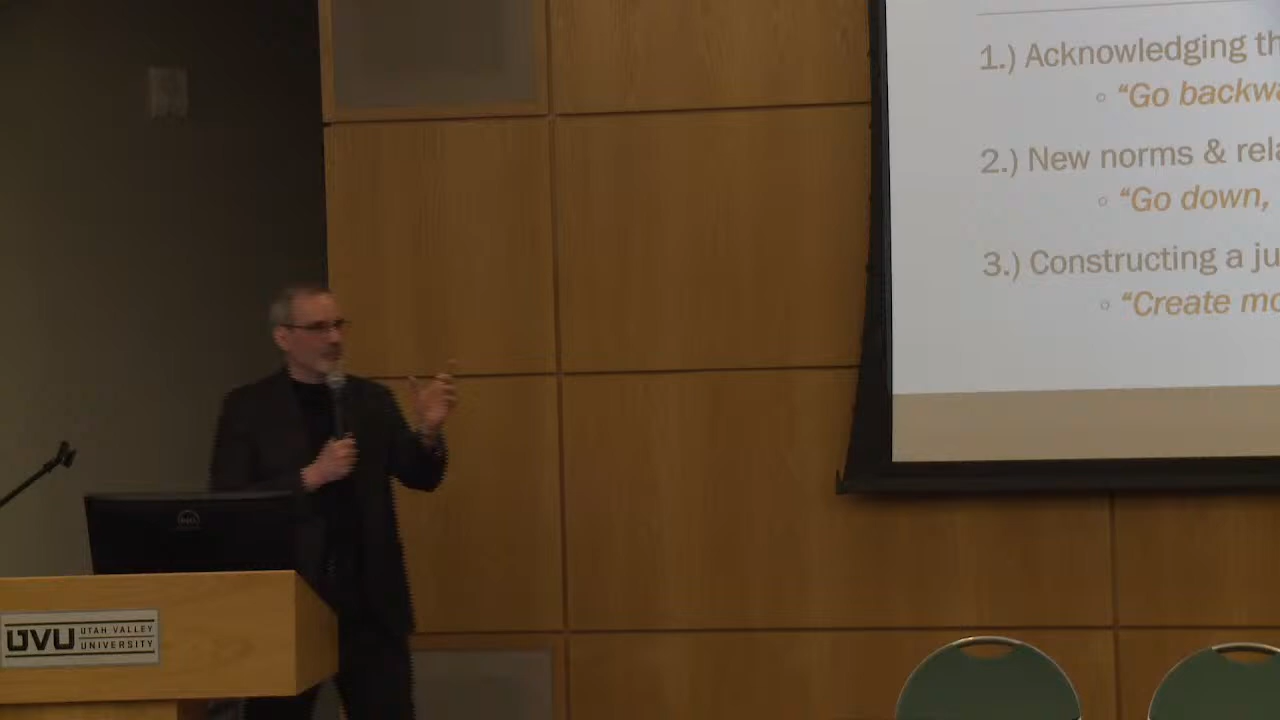 1.) Acknowledging th
“Go backwa
2.) New norms & rela
“Go down,
3.) Constructing a ju
“Create mo
UVU UTAH VALLEY
UNIVERSITY